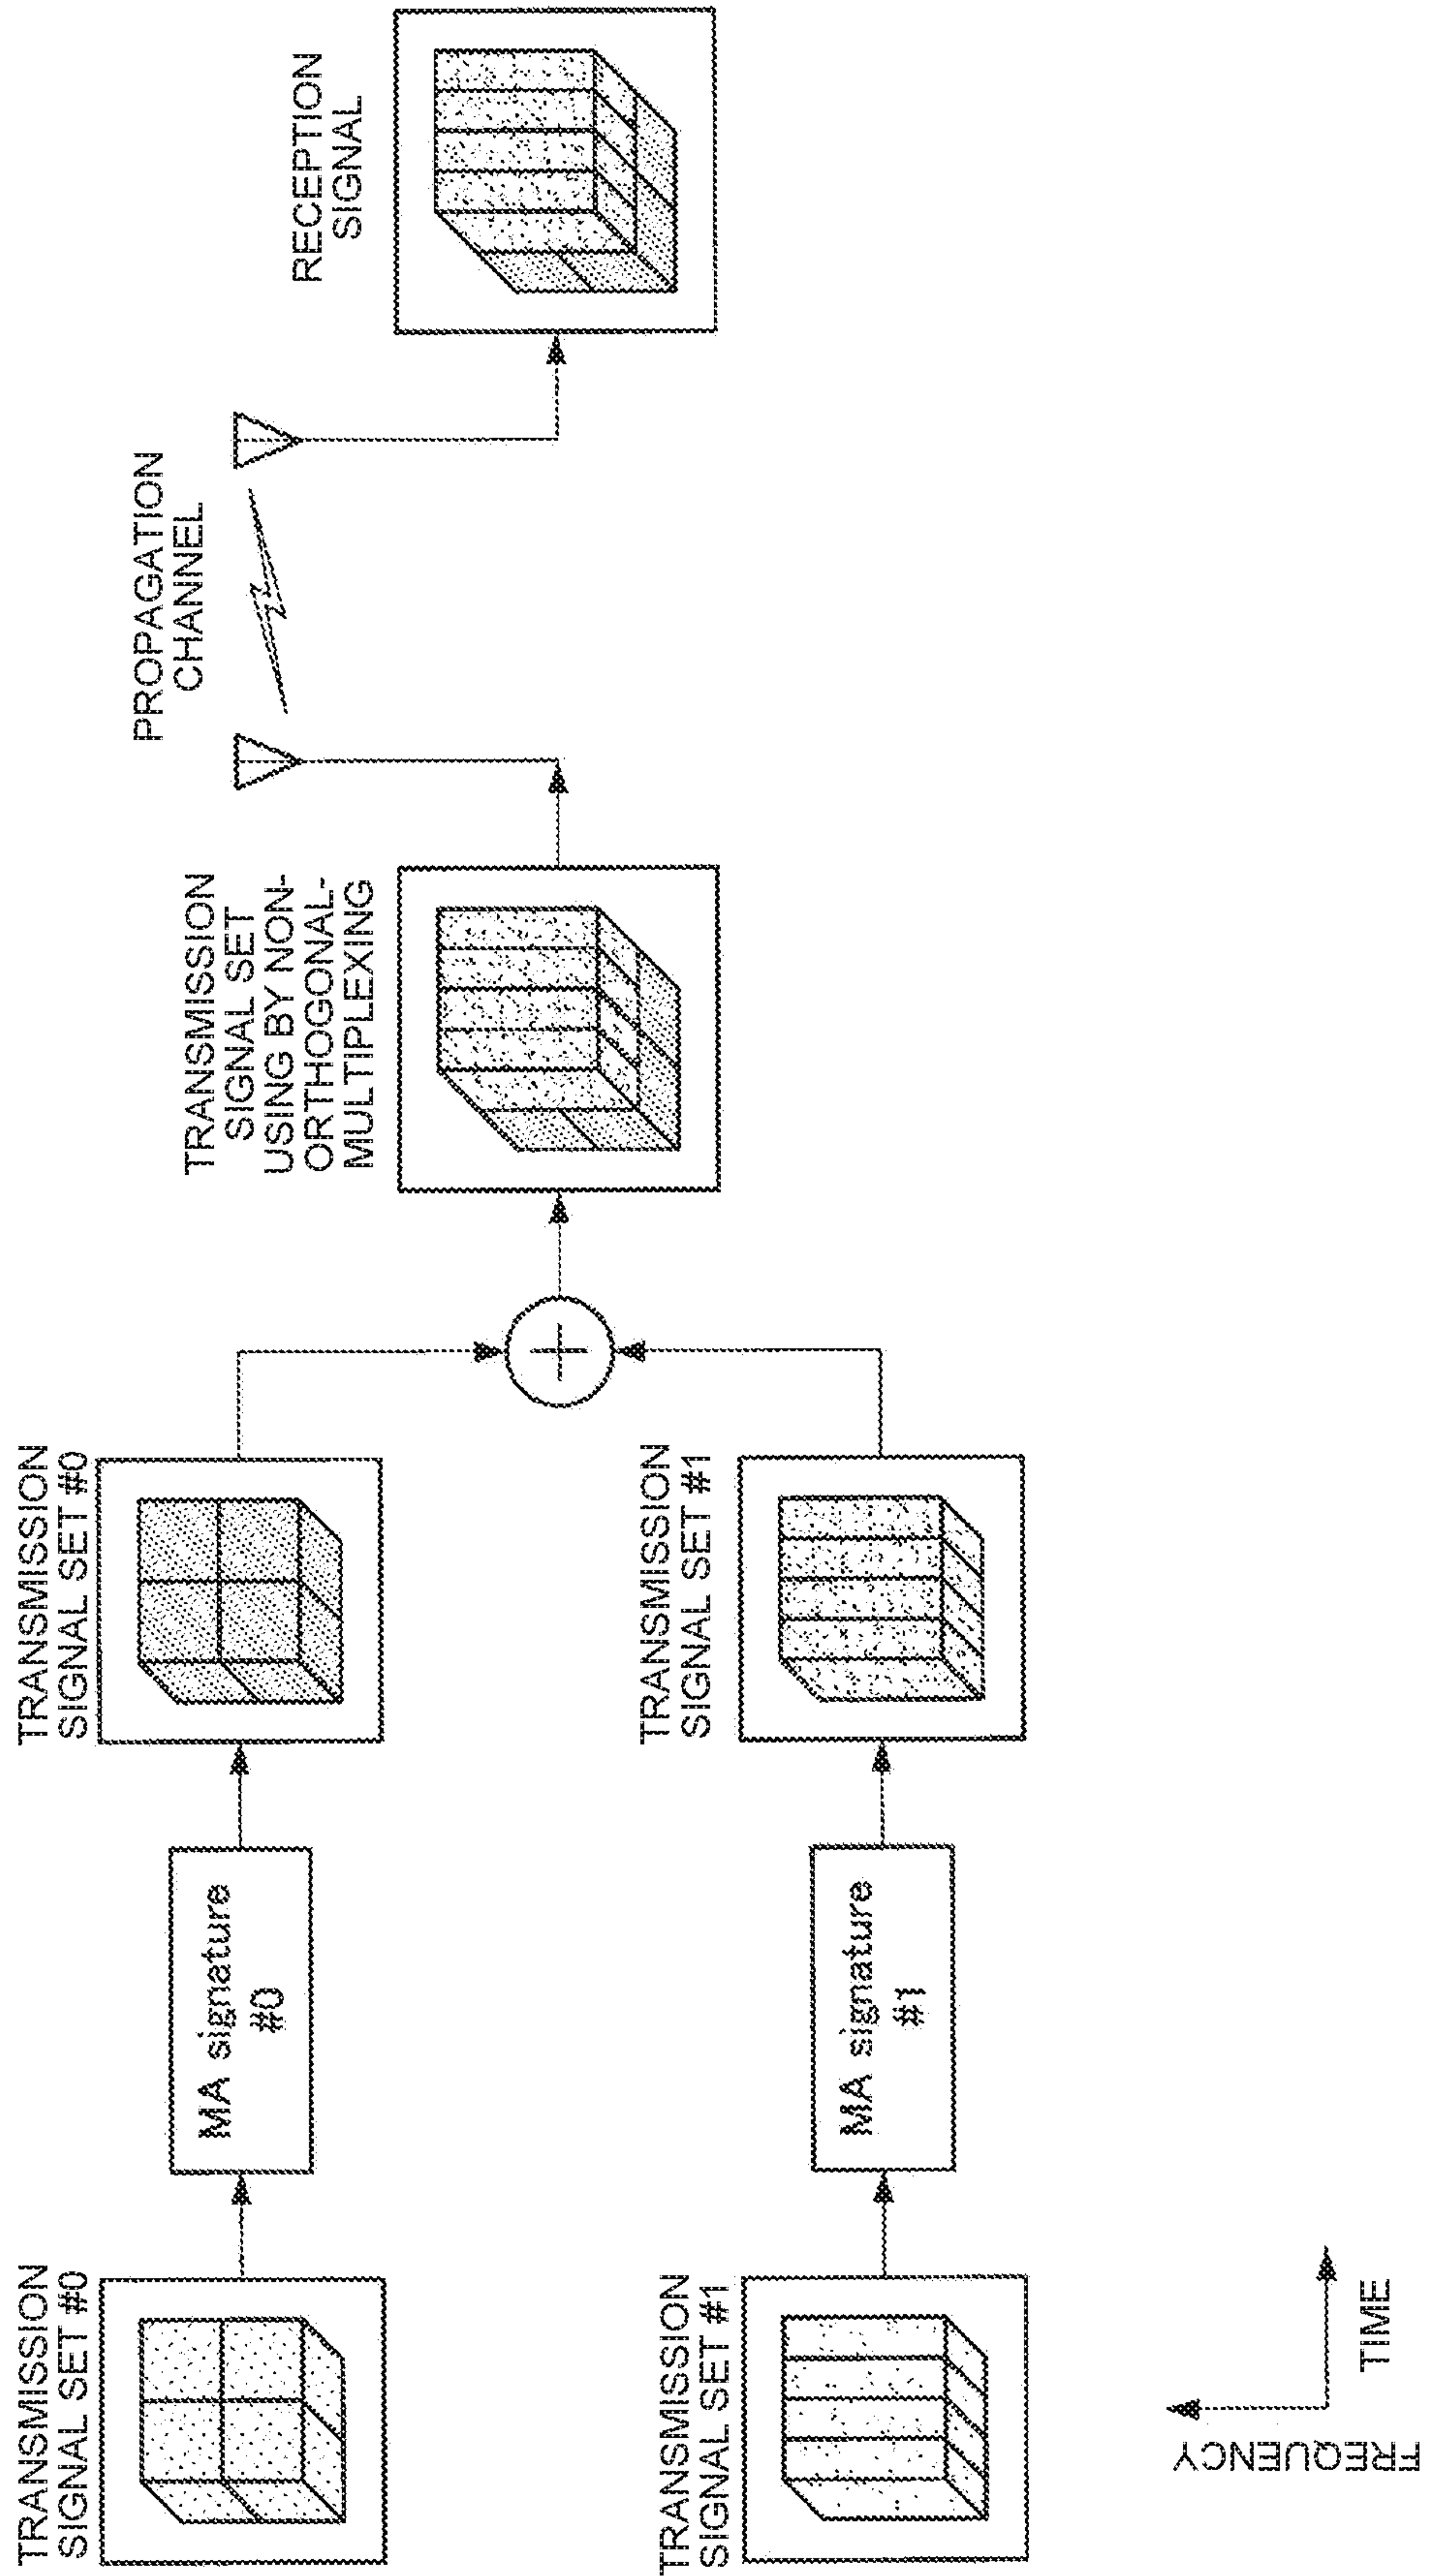 TRANSMISSION
SIGNAL SET #0
MA signature
#0
TRANSMISSION
SIGNAL SET #0
TRANSMISSION
SIGNAL SET #1
MA signature
#1
TRANSMISSION
SIGNAL SET #1
TRANSMISSION
SIGNAL SET
USING BY NON-
ORTHOGONAL-
MULTIPLEXING
PROPAGATION
CHANNEL
RECEPTION
SIGNAL
FREQUENCY
TIME